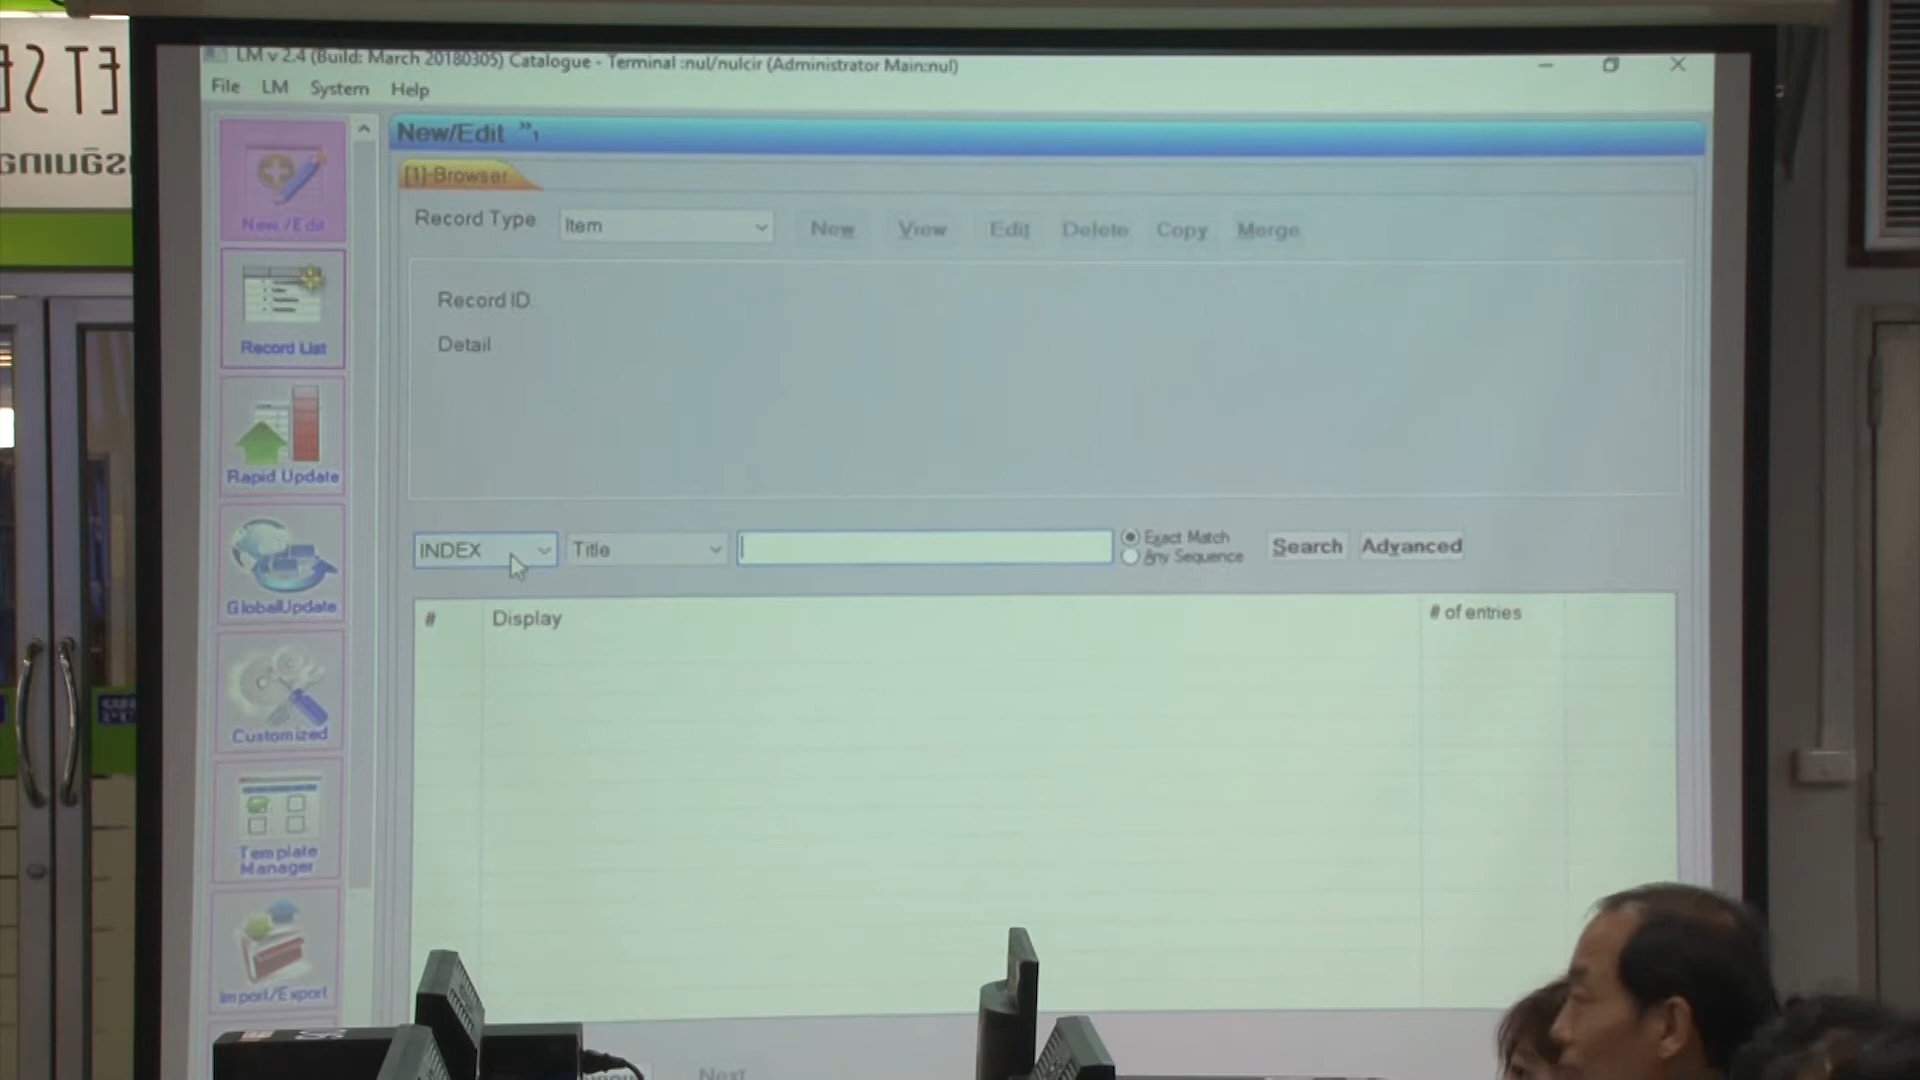 LM v 2.4 (Build: March 20180305) Catalogue - Terminal :nul/nulcir (Administrator Main:nul)
File LM System Help
New/Edit »1
[1]-Browser
Record Type Item New View Edit Delete Copy Merge
New /Edit
Record ID
Detail
Record List
Rapid Update
INDEX Title Exact Match Search Advanced
Any Sequence
GlobalUpdate
# Display # of entries
Customized
Template
Manager
Import/Export
Next